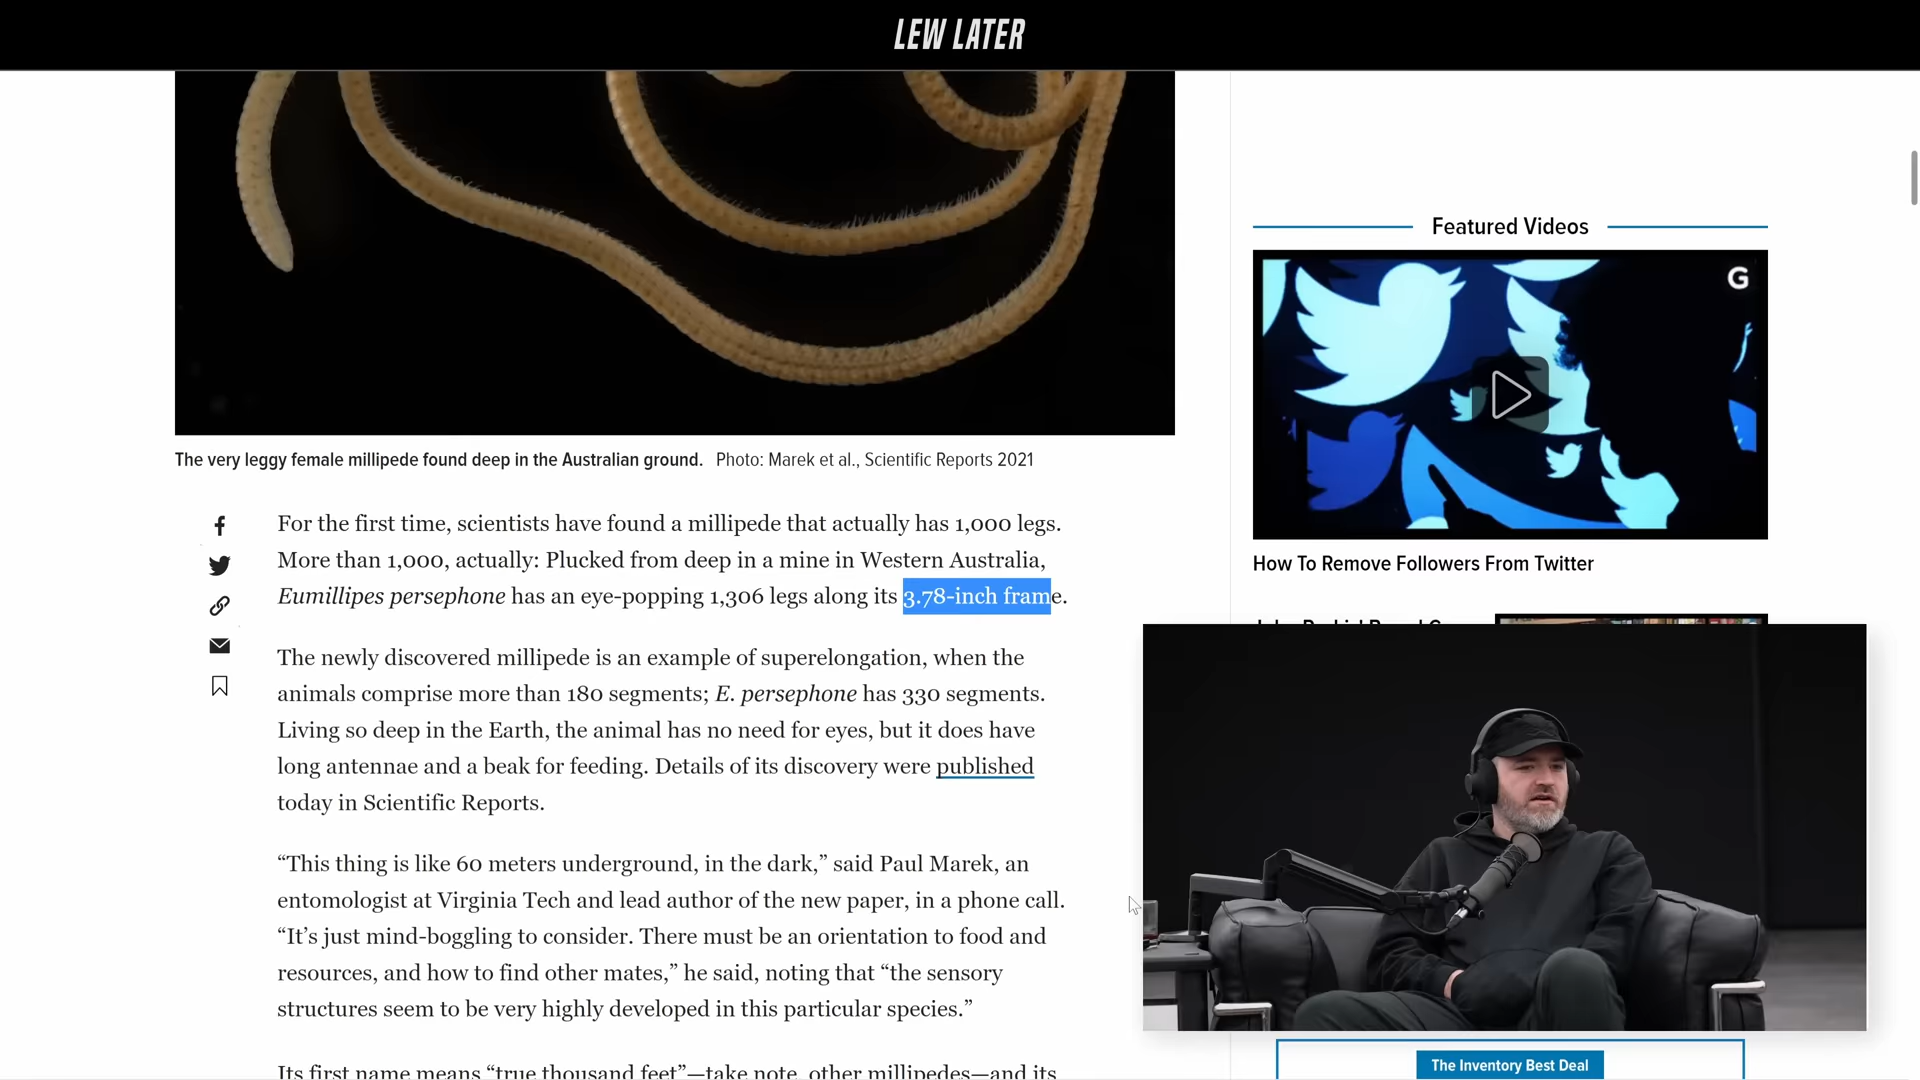 LEW LATER
The very leggy female millipede found deep in the Australian ground. Photo: Marek et al., Scientific Reports 2021
For the first time, scientists have found a millipede that actually has 1,000 legs.
More than 1,000, actually: Plucked from deep in a mine in Western Australia,
Eumillipes persephone has an eye-popping 1,306 legs along its 3.78-inch frame.
The newly discovered millipede is an example of superelongation, when the
animals comprise more than 180 segments; E. persephone has 330 segments.
Living so deep in the Earth, the animal has no need for eyes, but it does have
long antennae and a beak for feeding. Details of its discovery were published
today in Scientific Reports.
“This thing is like 60 meters underground, in the dark,” said Paul Marek, an
entomologist at Virginia Tech and lead author of the new paper, in a phone call.
“It’s just mind-boggling to consider. There must be an orientation to food and
resources, and how to find other mates,” he said, noting that “the sensory
structures seem to be very highly developed in this particular species.”
Its first name means “true thousand feet”—take note, other millipedes—and its
Featured Videos
G
How To Remove Followers From Twitter
The Inventory Best Deal